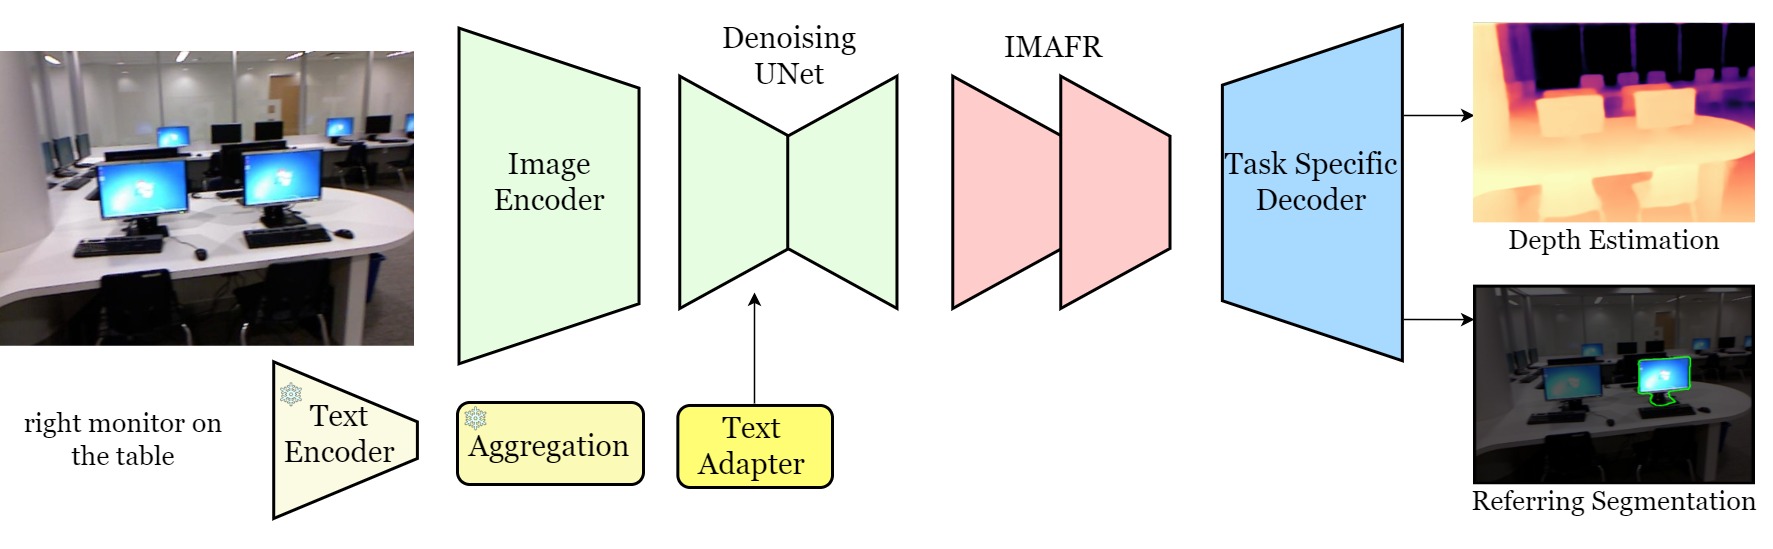 Denoising
UNet
IMAFR
Image
Encoder
Task Specific
Decoder
Depth Estimation
right monitor on
the table
Text
Encoder
Aggregation
Text
Adapter
Referring Segmentation